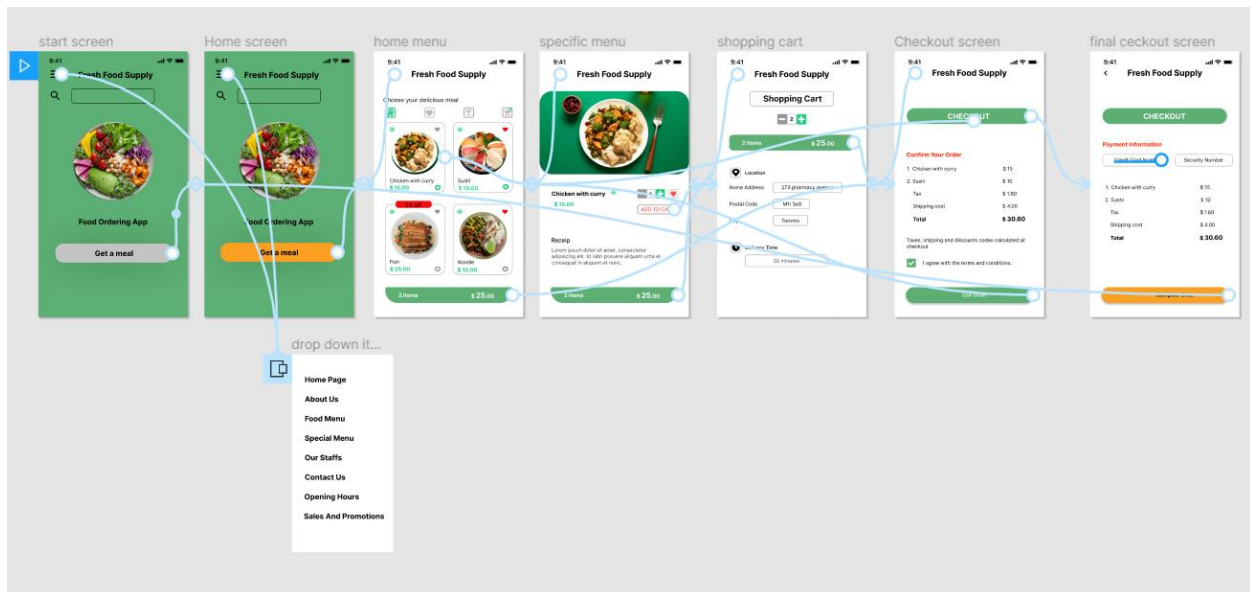 start screen
9:41
Fresh Food Supply
Food Ordering App
Get a meal
Home screen
9:41
Fresh Food Supply
Food Ordering App
Get a meal
home menu
9:41
Fresh Food Supply
Choose your delicious meal
Chicken with curry
$ 15.00
Sushi
$ 10.00
Fish
$ 25.00
Noodle
$ 10.00
2 items $ 25.00
specific menu
9:41
Fresh Food Supply
Chicken with curry
$ 15.00
ADD TO CA
Receip
Lorem ipsum dolor sit amet, consectetur
adipiscing elit. Id nibh posuere aliquam urna et
consequat in aliquam et nunc.
2 items $ 25.00
shopping cart
9:41
Fresh Food Supply
Shopping Cart
2
2 items $ 25.00
Location
Home Address 273 pharmacy avenue
Postal Code M1l 5a9
Toronto
Delivery Time
30 minutes
Checkout screen
9:41
Fresh Food Supply
CHECKOUT
Confirm Your Order
1. Chicken with curry $ 15
2. Sushi $ 10
Tax $ 1.60
Shipping cost $ 4.00
Total $ 30.60
Taxes, shipping and discounts codes calculated at
checkout
I agree with the terms and conditions.
final ceckout screen
9:41
Fresh Food Supply
CHECKOUT
Payment Information
Security Number
1. Chicken with curry $ 15
2. Sushi $ 10
Tax $ 1.60
Shipping cost $ 4.00
Total $ 30.60
drop down it...
Home Page
About Us
Food Menu
Special Menu
Our Staffs
Contact Us
Opening Hours
Sales And Promotions